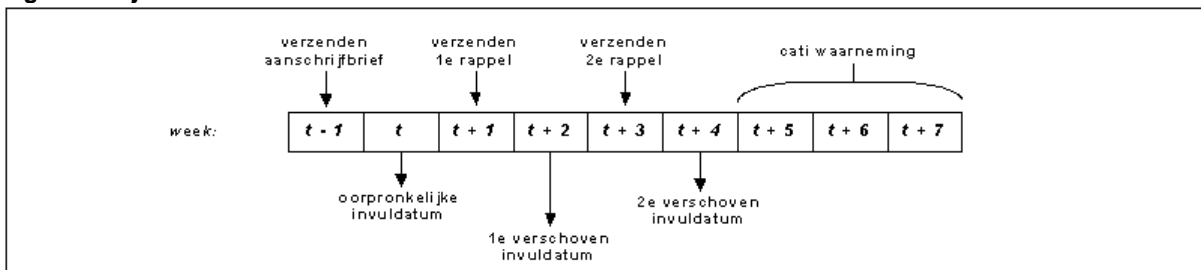 verzenden
aanschrijfbrief
verzenden
1e rappel
verzenden
2e rappel
cati waarneming
week:
t - 1 t t + 1 t + 2 t + 3 t + 4 t + 5 t + 6 t + 7
oorpronkelijke
invuldatum
1e verschoven
invuldatum
2e verschoven
invuldatum